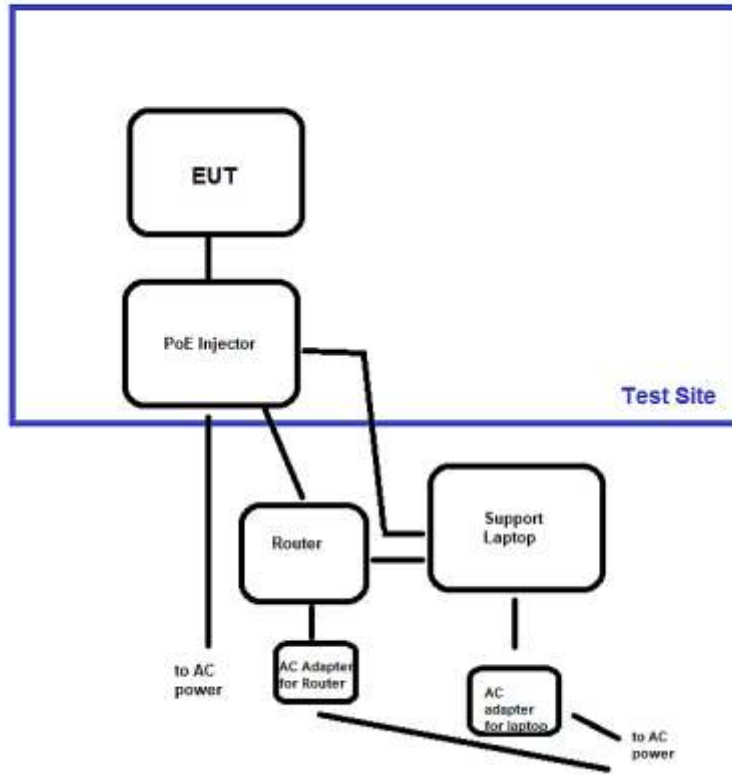 EUT
PoE Injector
Test Site
Support
Laptop
Router
to AC
power
AC Adapter
for Router
AC
adapter
for laptop
to AC
power